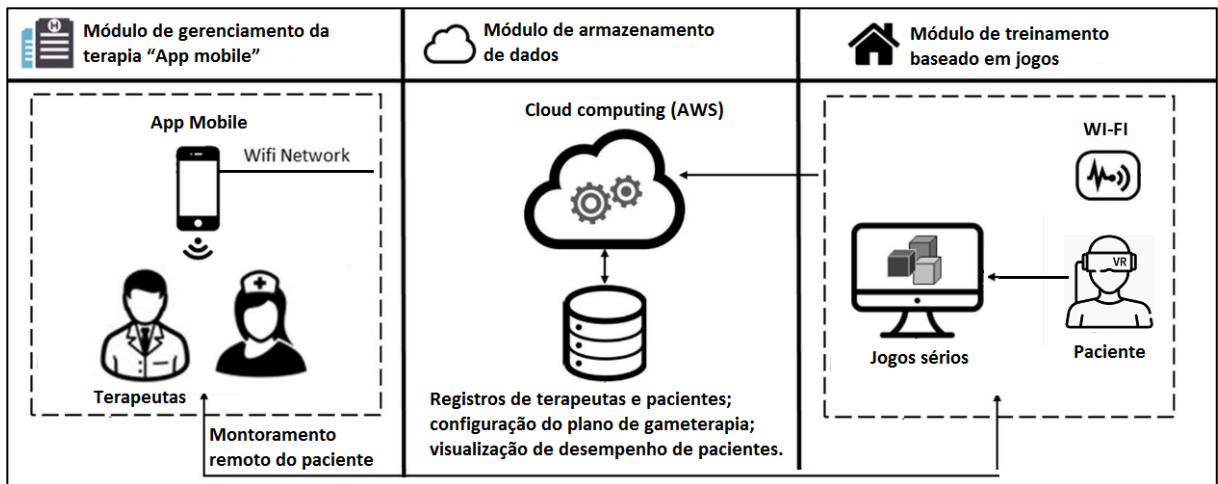 Módulo de gerenciamento da
terapia “App mobile”
Módulo de armazenamento
de dados
Módulo de treinamento
baseado em jogos
H
App Mobile
Wifi Network
Terapeutas
Montoramento
remoto do paciente
Cloud computing (AWS)
Registros de terapeutas e pacientes;
configuração do plano de gameterapia;
visualização de desempenho de pacientes.
WI-FI
VR
Jogos sérios
Paciente